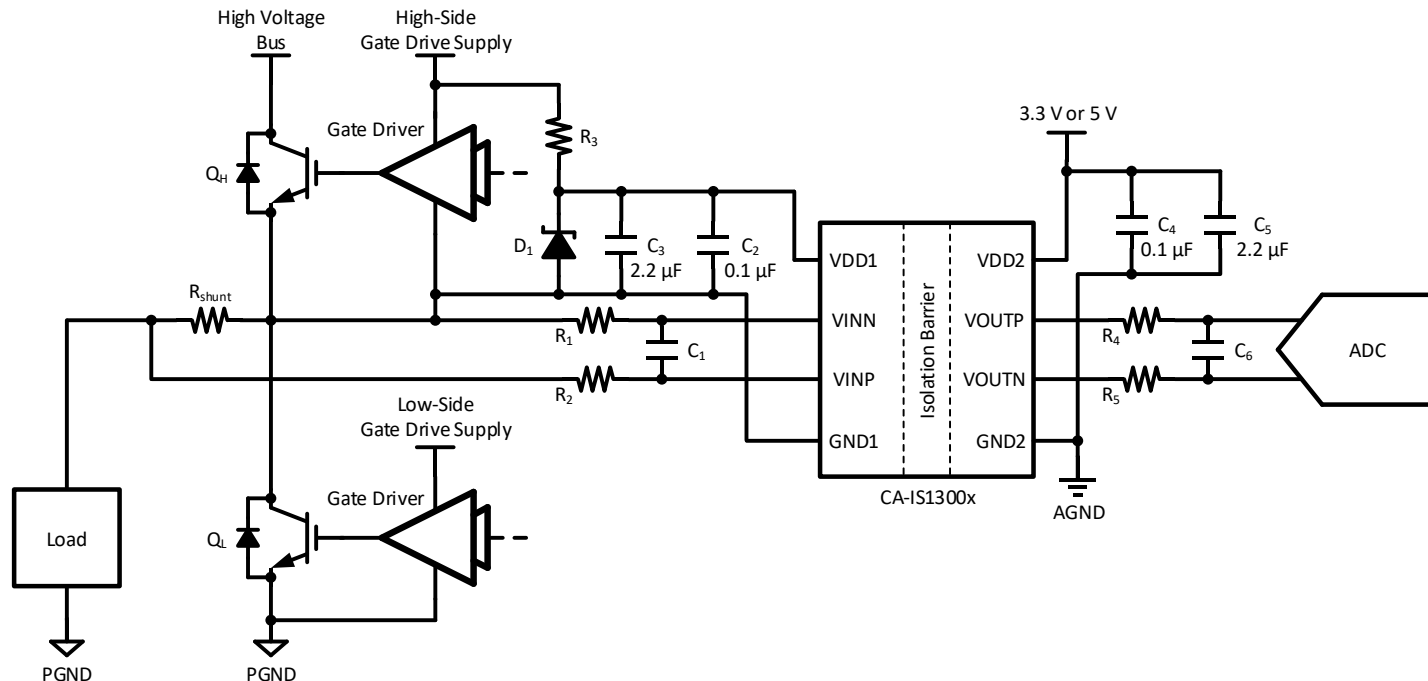 High Voltage
Bus
High-Side
Gate Drive Supply
Gate Driver
QH
R3
3.3 V or 5 V
D1
C3
2.2 µF
C2
0.1 µF
C4
0.1 µF
C5
2.2 µF
Rshunt
R1
C1
R2
VDD1
VINN
VINP
GND1
Isolation Barrier
VDD2
VOUTP
VOUTN
GND2
CA-IS1300x
R4
C6
R5
ADC
AGND
Low-Side
Gate Drive Supply
Gate Driver
QL
Load
PGND
PGND